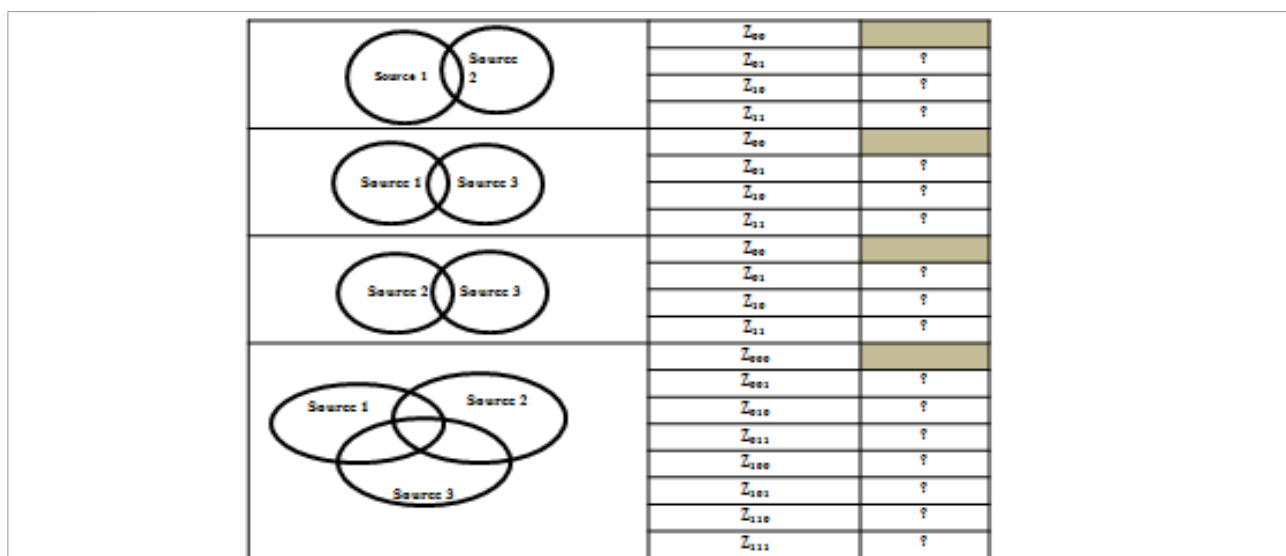 Source 1
Source
2
Z₀₀
Z₀₁ ?
Z₁₀ ?
Z₁₁ ?
Source 1 Source 3
Z₀₀
Z₀₁ ?
Z₁₀ ?
Z₁₁ ?
Source 2 Source 3
Z₀₀
Z₀₁ ?
Z₁₀ ?
Z₁₁ ?
Source 1 Source 2
Source 3
Z₀₀₀
Z₀₀₁ ?
Z₀₁₀ ?
Z₀₁₁ ?
Z₁₀₀ ?
Z₁₀₁ ?
Z₁₁₀ ?
Z₁₁₁ ?